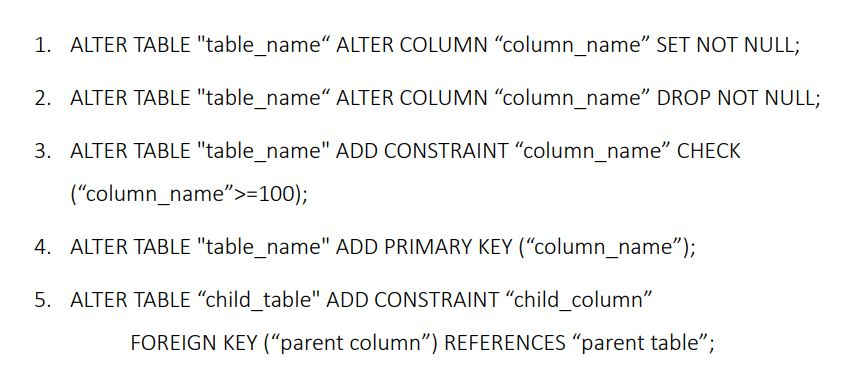 1. ALTER TABLE "table_name“ ALTER COLUMN “column_name” SET NOT NULL;
2. ALTER TABLE "table_name“ ALTER COLUMN “column_name” DROP NOT NULL;
3. ALTER TABLE "table_name" ADD CONSTRAINT “column_name” CHECK
(“column_name”>=100);
4. ALTER TABLE "table_name" ADD PRIMARY KEY (“column_name”);
5. ALTER TABLE “child_table" ADD CONSTRAINT “child_column”
FOREIGN KEY (“parent column”) REFERENCES “parent table”;